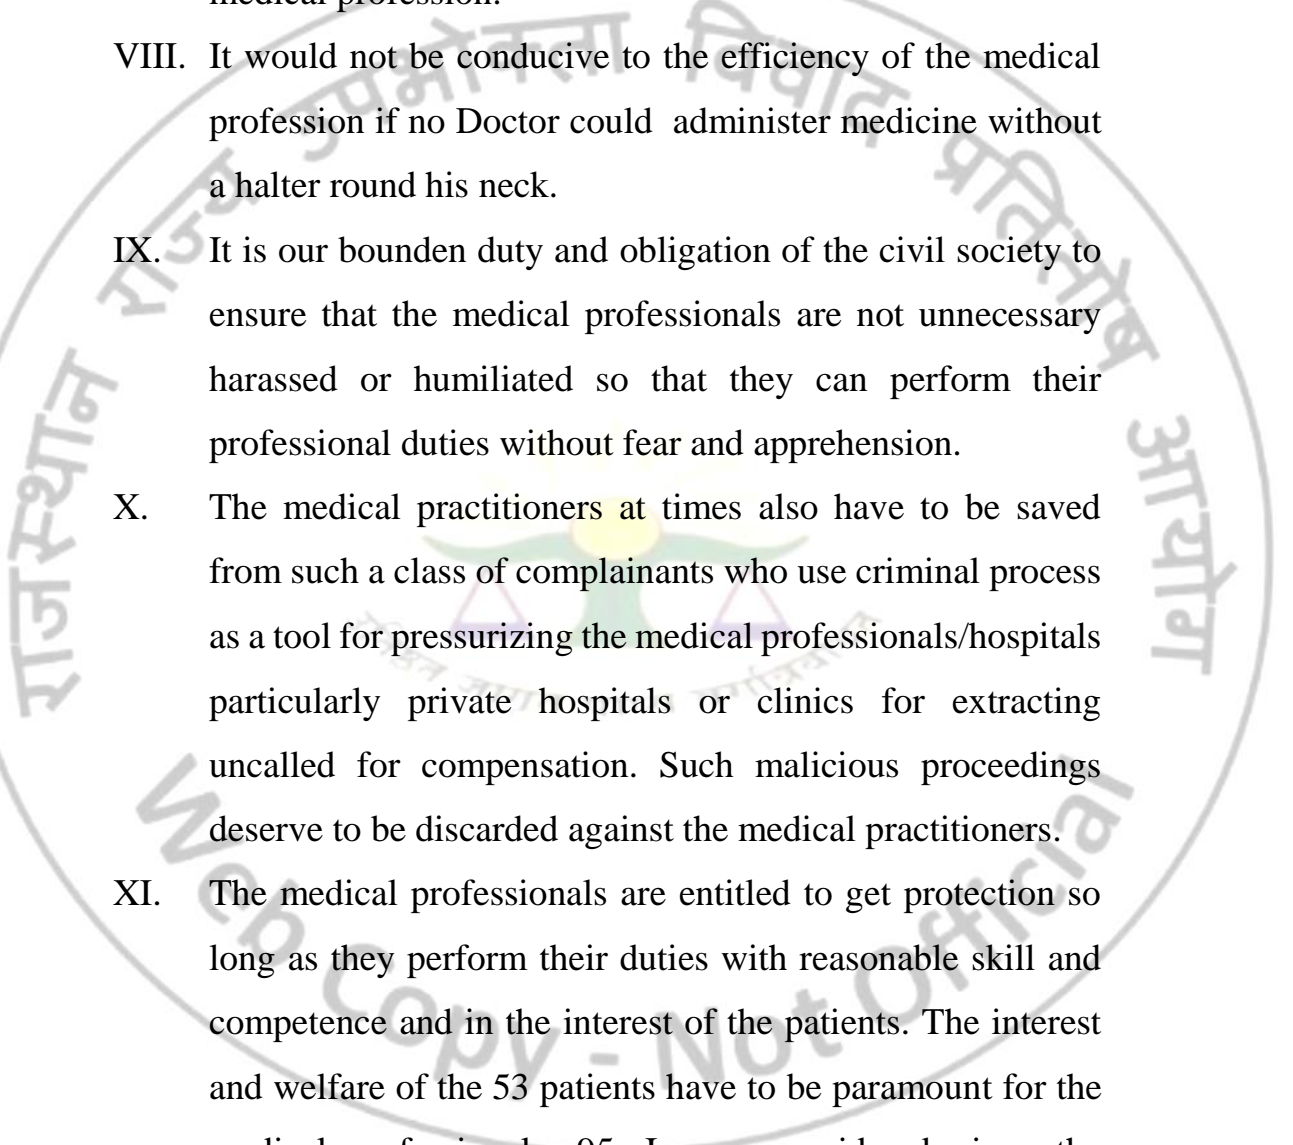 medical profession.
VIII. It would not be conducive to the efficiency of the medical
profession if no Doctor could administer medicine without
a halter round his neck.
IX. It is our bounden duty and obligation of the civil society to
ensure that the medical professionals are not unnecessary
harassed or humiliated so that they can perform their
professional duties without fear and apprehension.
X. The medical practitioners at times also have to be saved
from such a class of complainants who use criminal process
as a tool for pressurizing the medical professionals/hospitals
particularly private hospitals or clinics for extracting
uncalled for compensation. Such malicious proceedings
deserve to be discarded against the medical practitioners.
XI. The medical professionals are entitled to get protection so
long as they perform their duties with reasonable skill and
competence and in the interest of the patients. The interest
and welfare of the 53 patients have to be paramount for the
राजस्थान राज्य उपभोक्ता विवाद प्रतितोष आयोग
Web Copy - Not Official